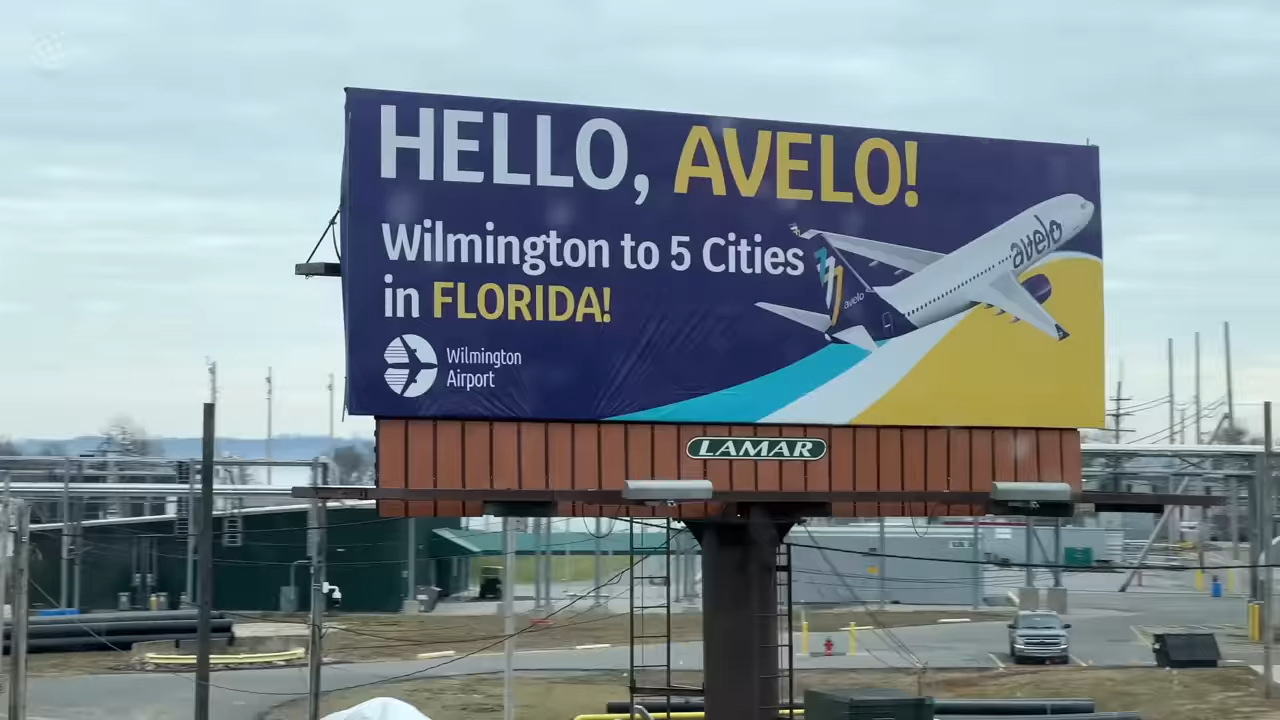 HELLO, AVELO!
Wilmington to 5 Cities
in FLORIDA!
Wilmington
Airport
avelo
avelo
LAMAR